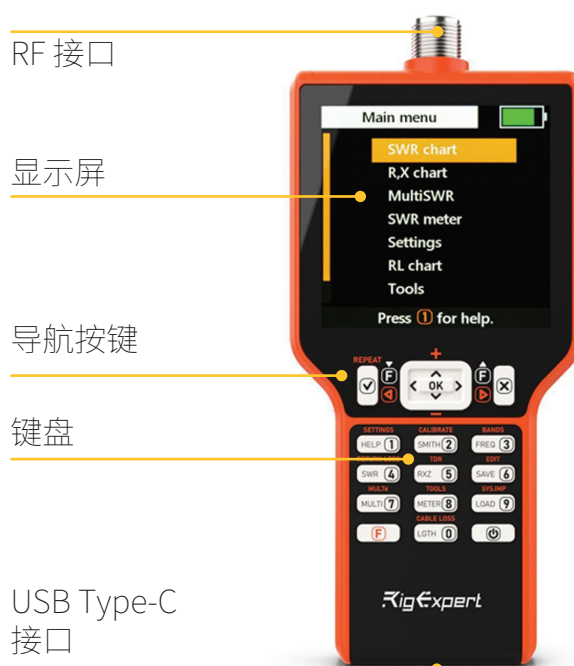 RF 接口
显示屏
导航按键
键盘
USB Type-C
接口
Main menu
SWR chart
R,X chart
MultiSWR
SWR meter
Settings
RL chart
Tools
Press 1 for help.
REPEAT
+
F
F
OK
−
SETTINGS CALIBRATE BANDS
HELP 1 SMITH 2 FREQ 3
RETURN LOSS TDR EDIT
SWR 4 RXZ 5 SAVE 6
MULTI# TOOLS SYS.IMP
MULTI 7 METER 8 LOAD 9
CABLE LOSS
F LGTH 0
RigExpert